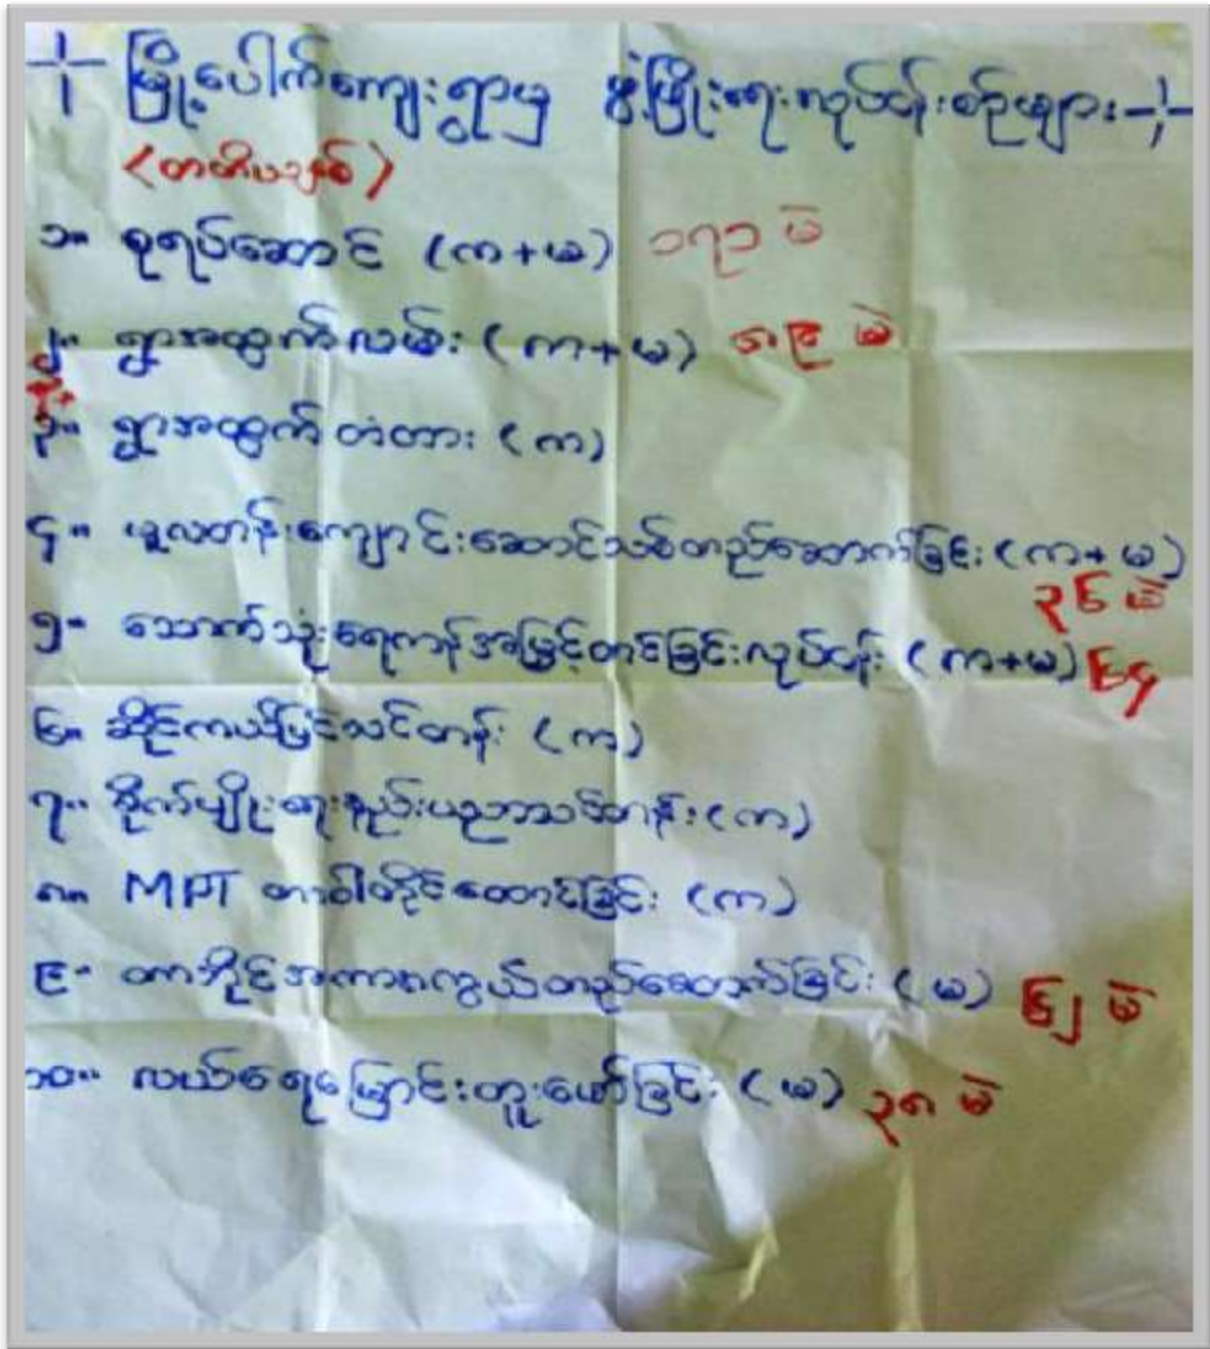 မြို့ပေါက်ကျေးရွာမှ ဖွံ့ဖြိုးရေးလုပ်ငန်းစဉ်များ
(တတိယနှစ်)
၁။ စုရပ်ဆောင် (က+မ) ၁၇၁ မဲ
၂။ ရွာအထွက်လမ်း (က+မ) ၈၉ မဲ
၃။ ရွာအထွက် တံတား (က)
၄။ မူလတန်းကျောင်းဆောင်သစ်တည်ဆောက်ခြင်း (က+မ)
၃၆ မဲ
၅။ သောက်သုံးရေကန်အမြှင့်တင်ခြင်းလုပ်ငန်း (က+မ) ၆၄
၆။ ဆိုင်ကယ်ပြင်သင်တန်း (က)
၇။ စိုက်ပျိုးရေးနည်းပညာသင်တန်း (က)
၈။ MPT တာဝါတိုင်ထောင်ခြင်း (က)
၉။ တာဘိုင်အကာအကွယ်တည်ဆောက်ခြင်း (မ) ၆၂ မဲ
၁၀။ လယ်ရေမြောင်းတူးဖော်ခြင်း (မ) ၃၈ မဲ